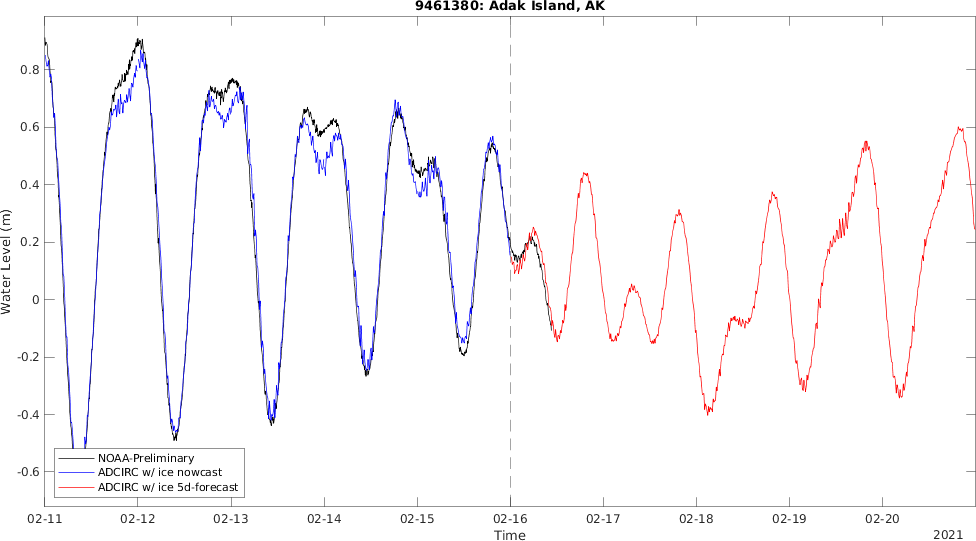 9461380: Adak Island, AK
Water Level (m)
0.8
0.6
0.4
0.2
0
-0.2
-0.4
-0.6
NOAA-Preliminary
ADCIRC w/ ice nowcast
ADCIRC w/ ice 5d-forecast
02-11 02-12 02-13 02-14 02-15 02-16 02-17 02-18 02-19 02-20
Time
2021